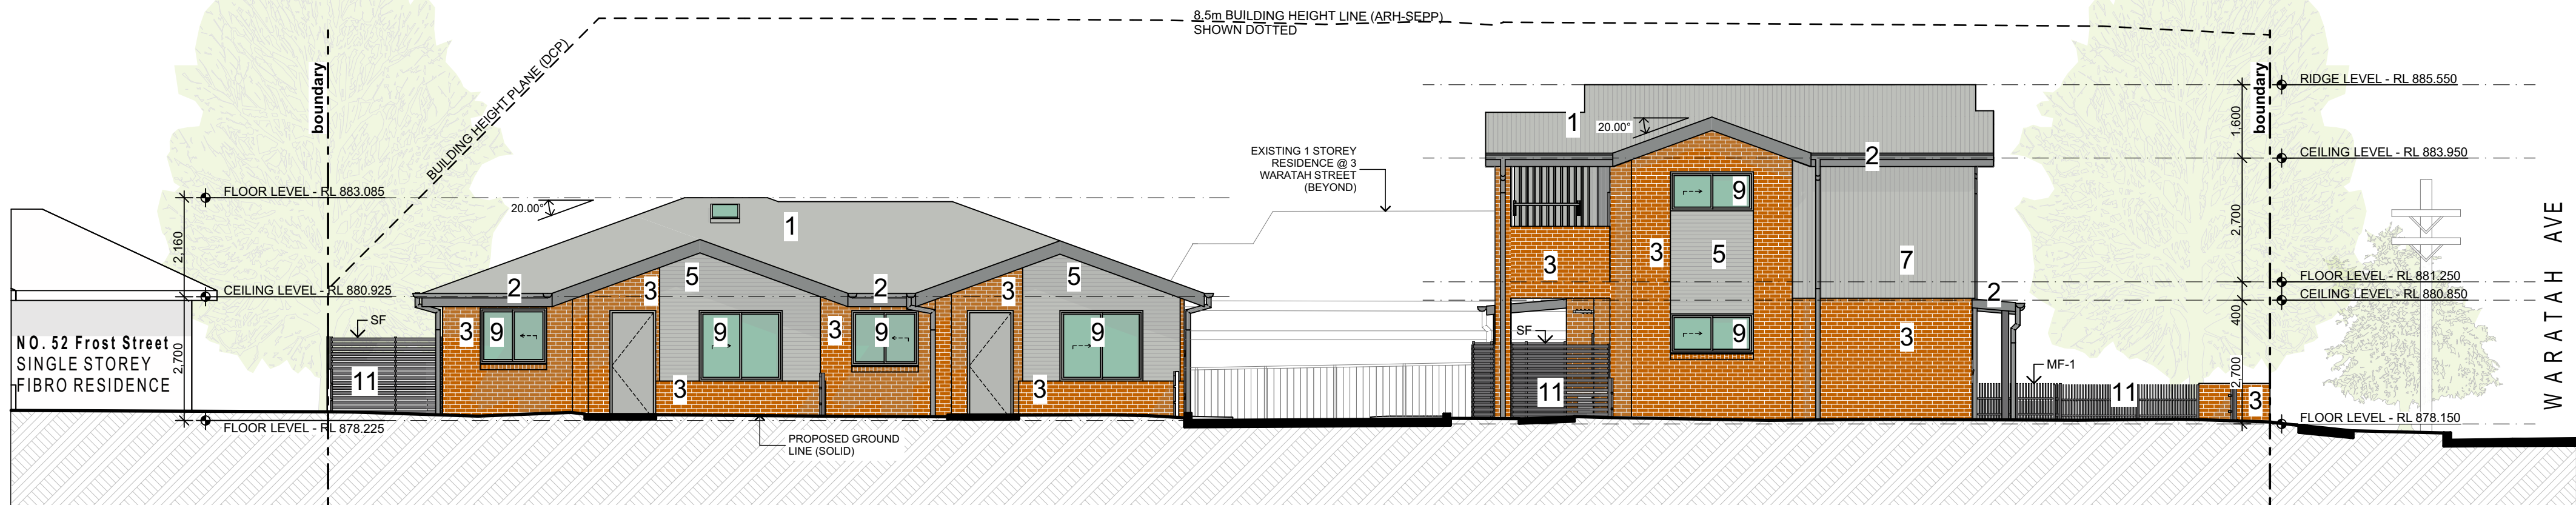 8.5m BUILDING HEIGHT LINE (ARH-SEPP)
SHOWN DOTTED
boundary
BUILDING HEIGHT PLANE (DCP)
FLOOR LEVEL - RL 883.085
20.00°
2,160
CEILING LEVEL - RL 880.925
2,700
FLOOR LEVEL - RL 878.225
NO. 52 Frost Street
SINGLE STOREY
FIBRO RESIDENCE
SF
11
1
2
3
9
3
5
9
3
2
3
9
3
5
9
3
PROPOSED GROUND
LINE (SOLID)
EXISTING 1 STOREY
RESIDENCE @ 3
WARATAH STREET
(BEYOND)
1
20.00°
2
3
3
9
5
9
7
3
2
SF
11
MF-1
11
3
boundary
RIDGE LEVEL - RL 885.550
1,600
CEILING LEVEL - RL 883.950
2,700
FLOOR LEVEL - RL 881.250
CEILING LEVEL - RL 880.850
400
2,700
FLOOR LEVEL - RL 878.150
WARATAH AVE